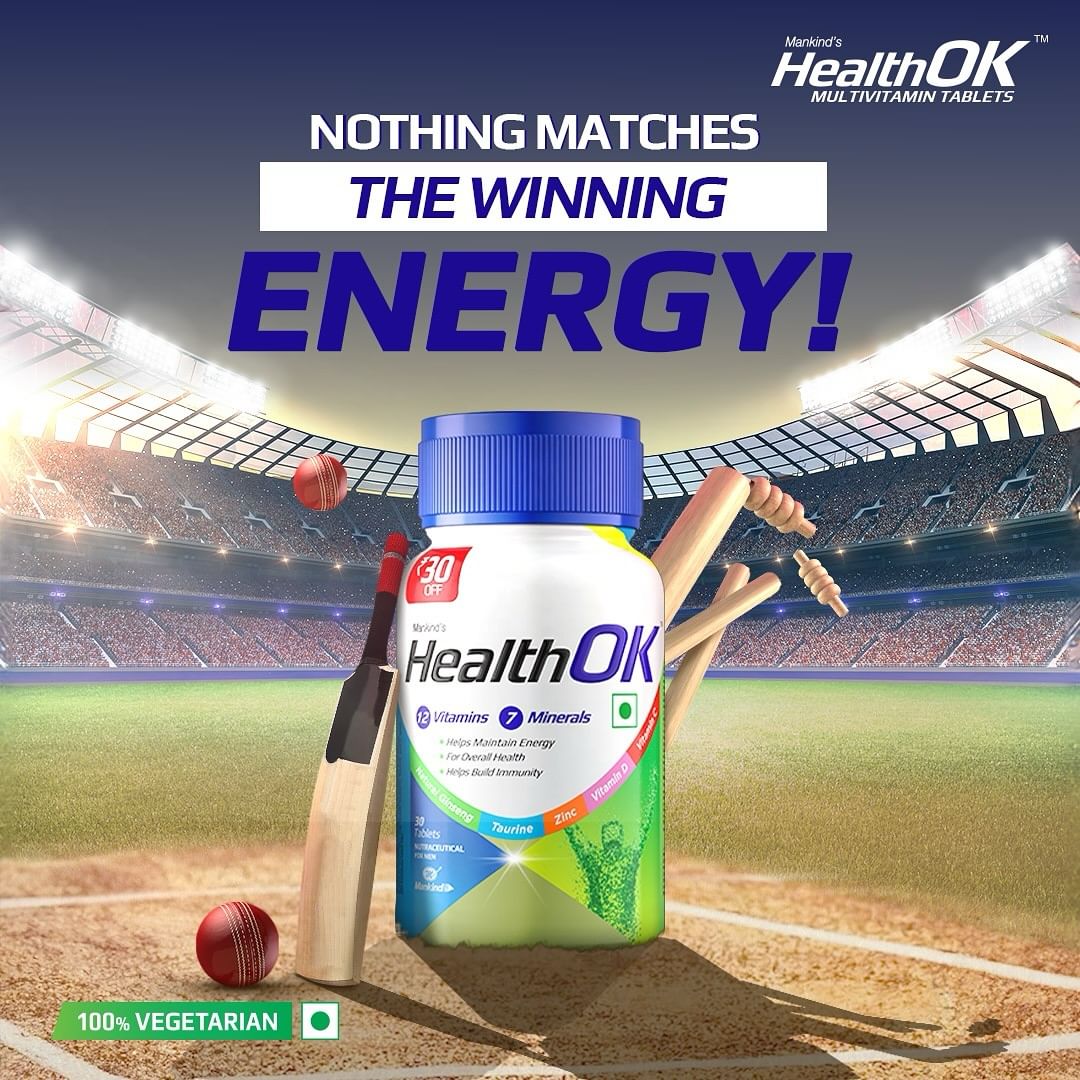 Mankind's
HealthOK™
MULTIVITAMIN TABLETS
NOTHING MATCHES
THE WINNING
ENERGY!
₹30
OFF
Mankind's
HealthOK
12 Vitamins 7 Minerals
Helps Maintain Energy
For Overall Health
Helps Build Immunity
Natural Ginseng Taurine Zinc Vitamin D Vitamin C
30
Tablets
NUTRACEUTICAL
FOR MEN
Mankind
100% VEGETARIAN